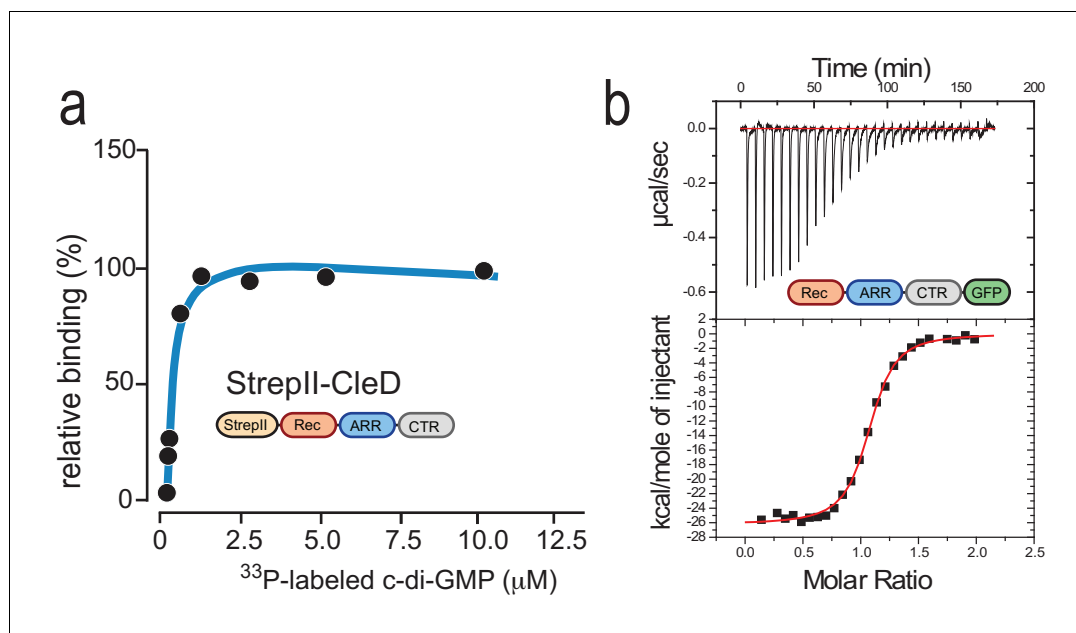 a
150
100
50
0
relative binding (%)
StrepII-CleD
StrepII Rec ARR CTR
0 2.5 5.0 7.5 10.0 12.5
³³P-labeled c-di-GMP (μM)
b
Time (min)
0 50 100 150 200
0.0
-0.2
-0.4
-0.6
μcal/sec
Rec ARR CTR GFP
2
0
-2
-4
-6
-8
-10
-12
-14
-16
-18
-20
-22
-24
-26
-28
kcal/mole of injectant
0.0 0.5 1.0 1.5 2.0 2.5
Molar Ratio